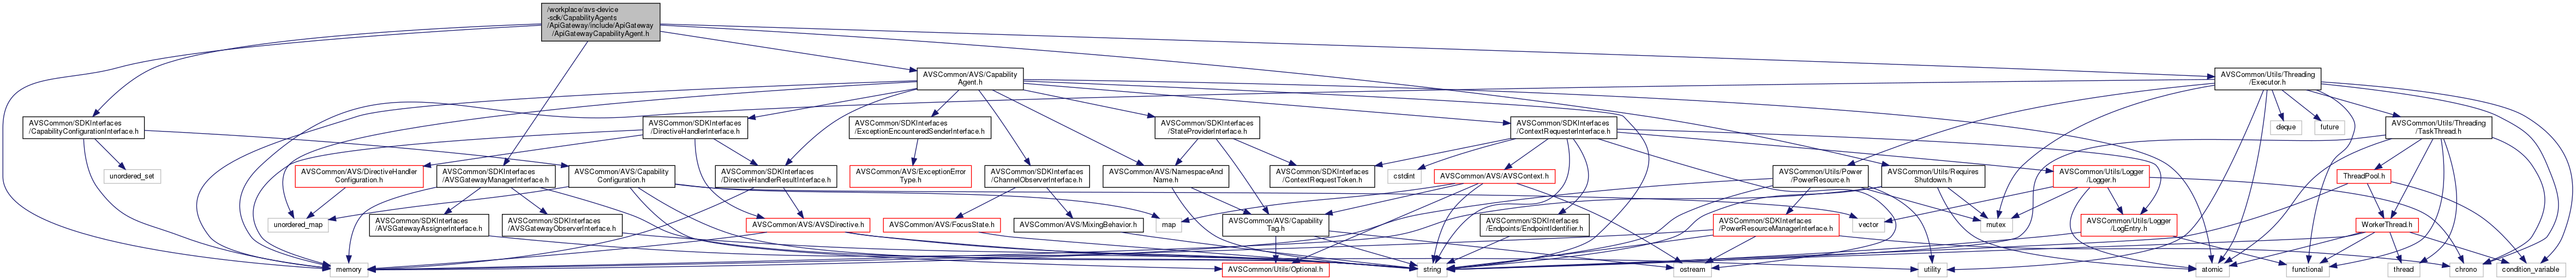 /workplace/avs-device
-sdk/CapabilityAgents
/ApiGateway/include/ApiGateway
/ApiGatewayCapabilityAgent.h
AVSCommon/AVS/Capability
Agent.h
AVSCommon/Utils/Threading
/Executor.h
AVSCommon/SDKInterfaces
/CapabilityConfigurationInterface.h
AVSCommon/SDKInterfaces
/DirectiveHandlerInterface.h
AVSCommon/SDKInterfaces
/ExceptionEncounteredSenderInterface.h
AVSCommon/SDKInterfaces
/StateProviderInterface.h
AVSCommon/SDKInterfaces
/ContextRequesterInterface.h
deque
future
AVSCommon/Utils/Threading
/TaskThread.h
unordered_set
AVSCommon/AVS/DirectiveHandler
Configuration.h
AVSCommon/SDKInterfaces
/AVSGatewayManagerInterface.h
AVSCommon/AVS/Capability
Configuration.h
AVSCommon/SDKInterfaces
/DirectiveHandlerResultInterface.h
AVSCommon/AVS/ExceptionError
Type.h
AVSCommon/SDKInterfaces
/ChannelObserverInterface.h
AVSCommon/AVS/NamespaceAnd
Name.h
AVSCommon/SDKInterfaces
/ContextRequestToken.h
cstdint
AVSCommon/AVS/AVSContext.h
AVSCommon/Utils/Power
/PowerResource.h
AVSCommon/Utils/Requires
Shutdown.h
AVSCommon/Utils/Logger
/Logger.h
ThreadPool.h
unordered_map
AVSCommon/SDKInterfaces
/AVSGatewayAssignerInterface.h
AVSCommon/SDKInterfaces
/AVSGatewayObserverInterface.h
AVSCommon/AVS/AVSDirective.h
AVSCommon/AVS/FocusState.h
AVSCommon/AVS/MixingBehavior.h
map
AVSCommon/AVS/Capability
Tag.h
AVSCommon/SDKInterfaces
/Endpoints/EndpointIdentifier.h
AVSCommon/SDKInterfaces
/PowerResourceManagerInterface.h
vector
mutex
AVSCommon/Utils/Logger
/LogEntry.h
WorkerThread.h
memory
AVSCommon/Utils/Optional.h
string
ostream
utility
atomic
functional
thread
chrono
condition_variable